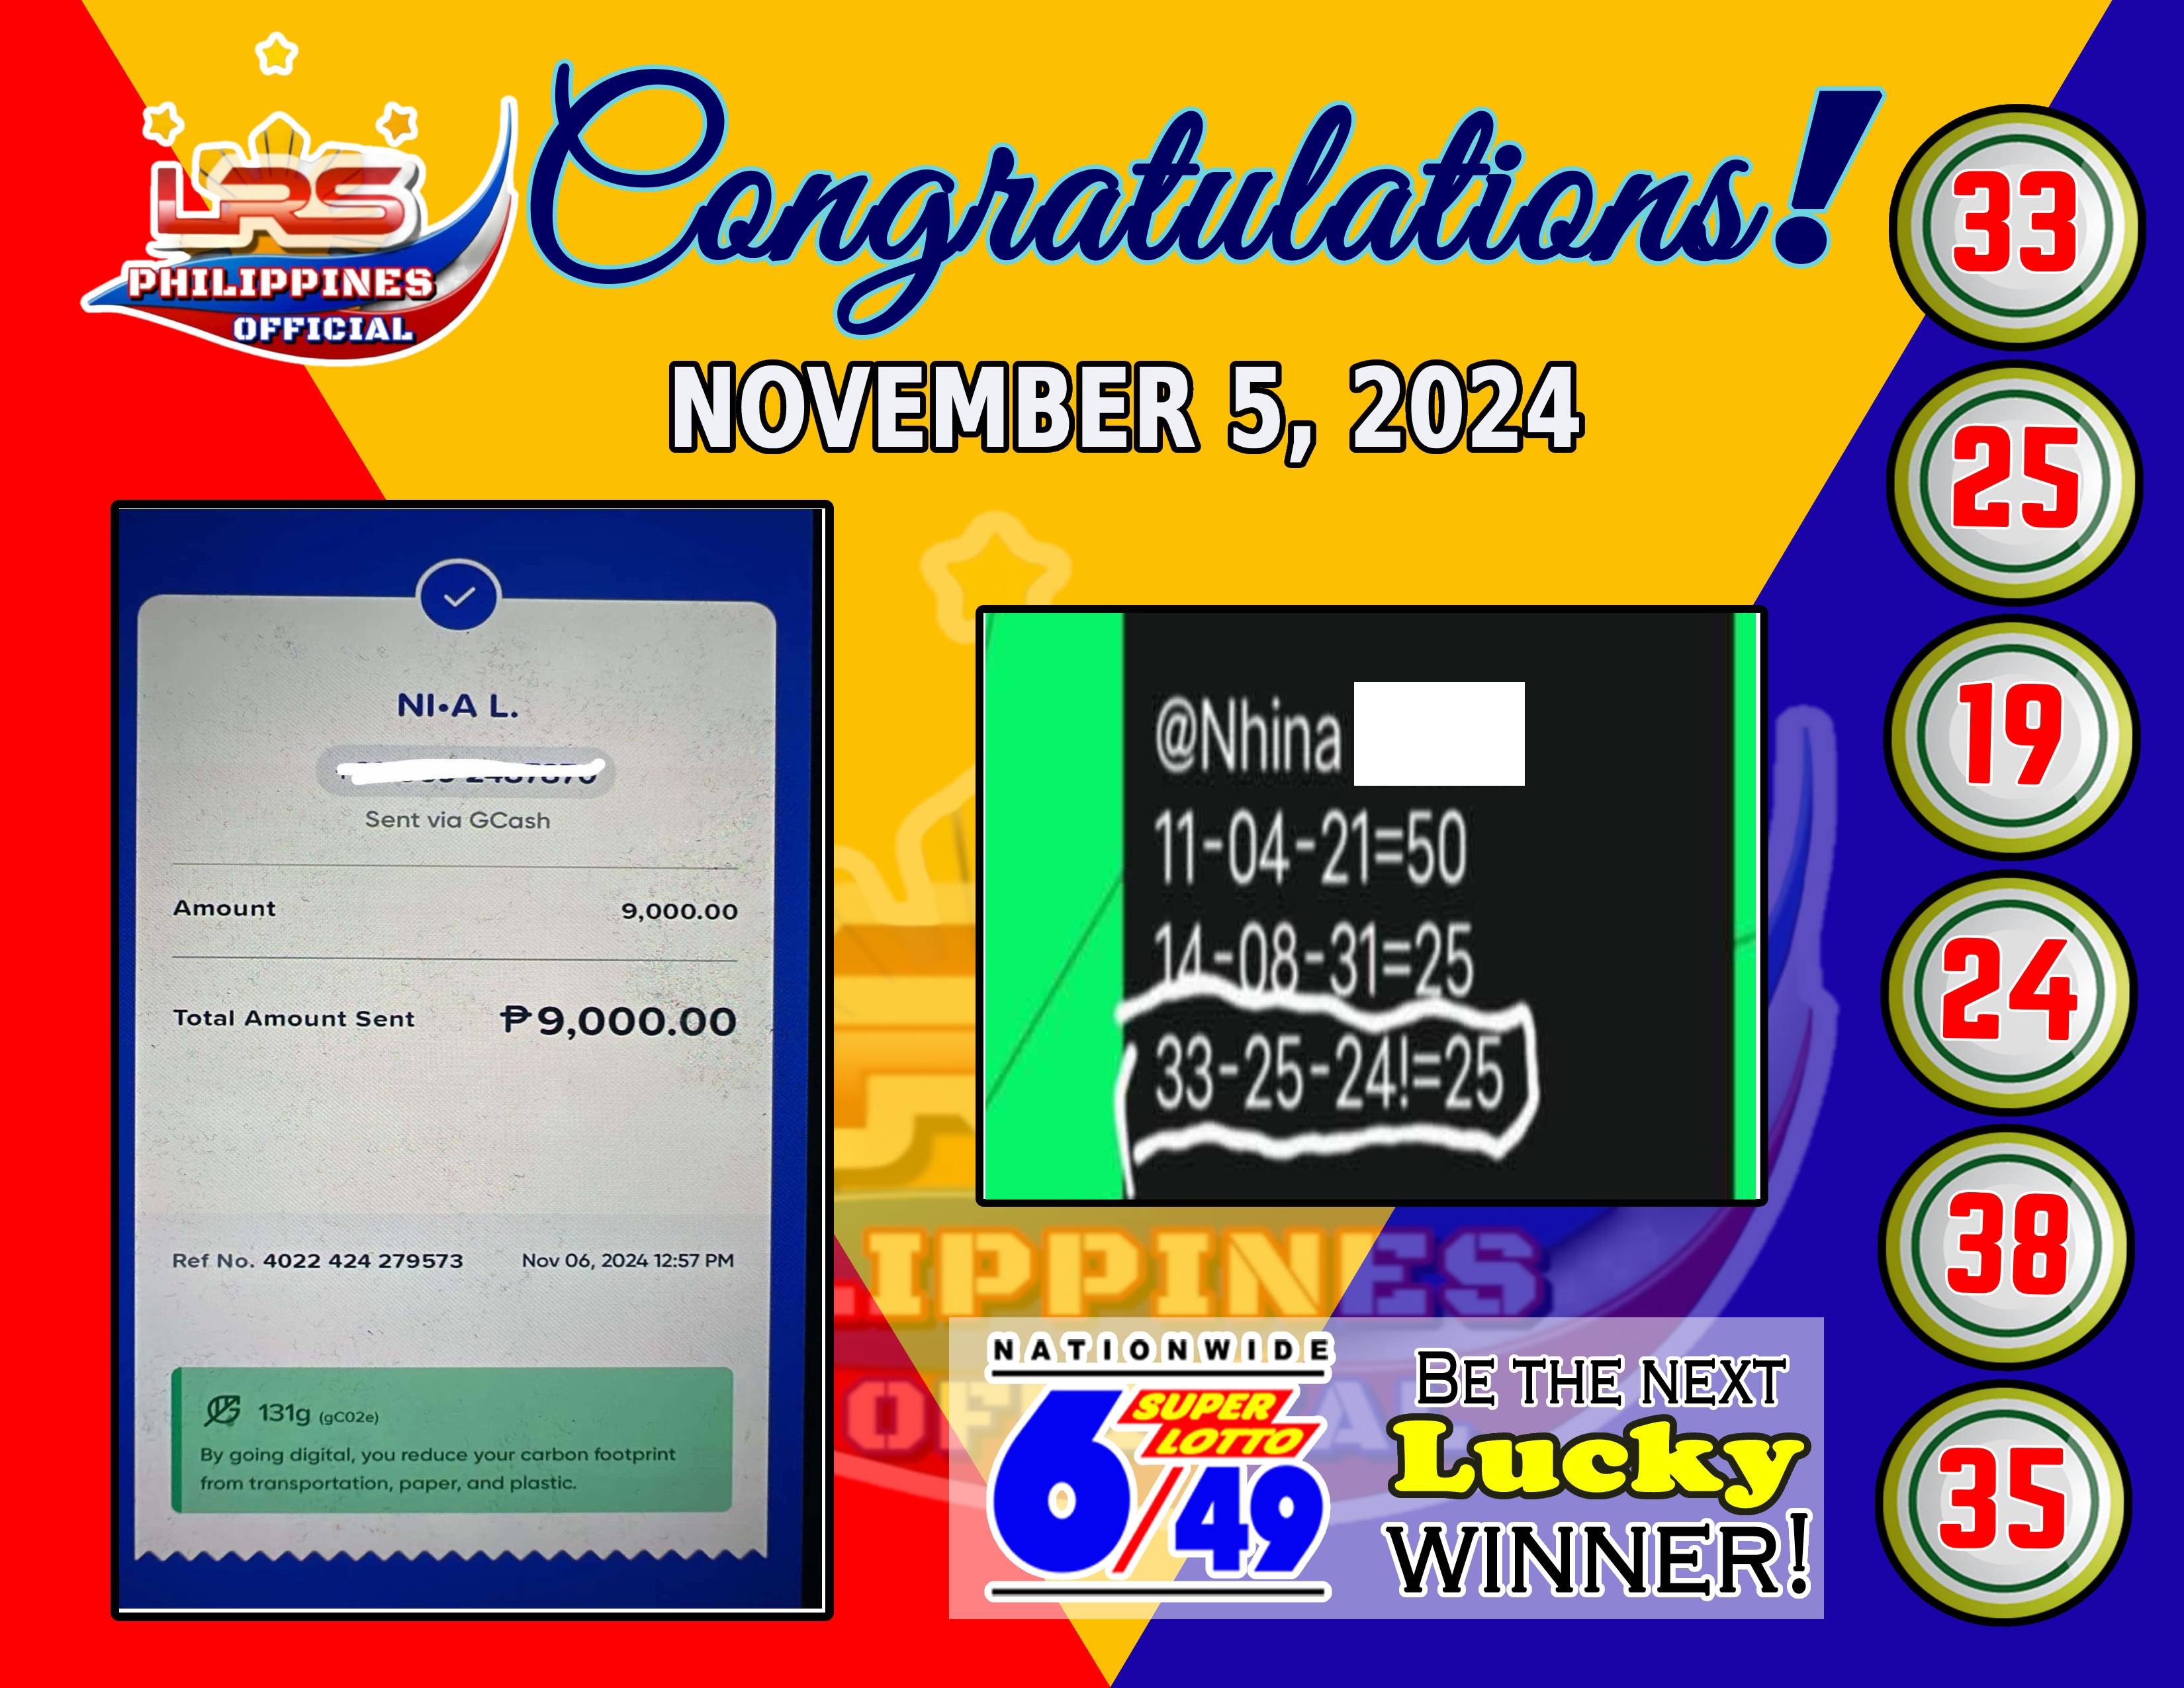 LRS
PHILIPPINES
OFFICIAL
Congratulations!
NOVEMBER 5, 2024
NI•A L.
Sent via GCash
Amount 9,000.00
Total Amount Sent ₱9,000.00
Ref No. 4022 424 279573 Nov 06, 2024 12:57 PM
131g (gCO2e)
By going digital, you reduce your carbon footprint
from transportation, paper, and plastic.
@Nhina
11-04-21=50
14-08-31=25
33-25-24!=25
NATIONWIDE
SUPER
LOTTO
6/49
BE THE NEXT
Lucky
WINNER!
33
25
19
24
38
35